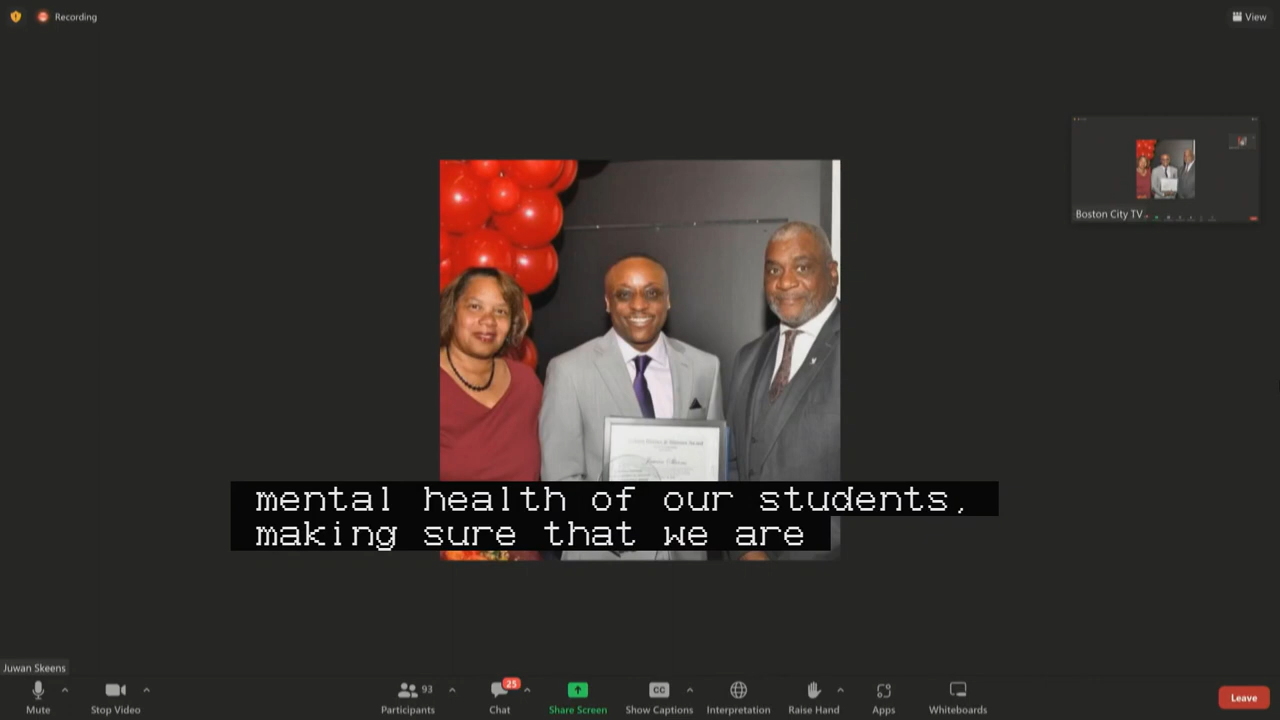 Recording
View
Boston City TV
mental health of our students,
making sure that we are
Juwan Skeens
Mute
Stop Video
93
Participants
25
Chat
Share Screen
CC
Show Captions
Interpretation
Raise Hand
Apps
Whiteboards
Leave